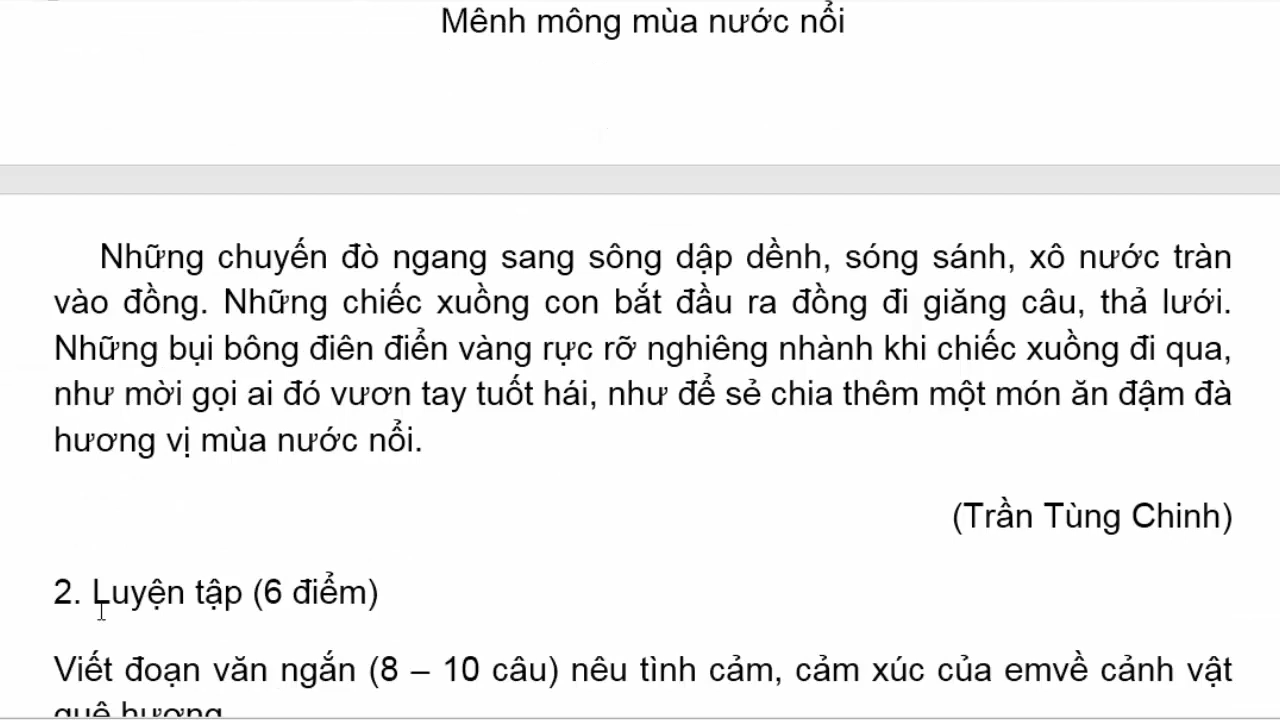 Mênh mông mùa nước nổi
Những chuyến đò ngang sang sông dập dềnh, sóng sánh, xô nước tràn
vào đồng. Những chiếc xuồng con bắt đầu ra đồng đi giăng câu, thả lưới.
Những bụi bông điên điển vàng rực rỡ nghiêng nhành khi chiếc xuồng đi qua,
như mời gọi ai đó vươn tay tuốt hái, như để sẻ chia thêm một món ăn đậm đà
hương vị mùa nước nổi.
(Trần Tùng Chinh)
2. Luyện tập (6 điểm)
Viết đoạn văn ngắn (8 – 10 câu) nêu tình cảm, cảm xúc của emvề cảnh vật
quê hương